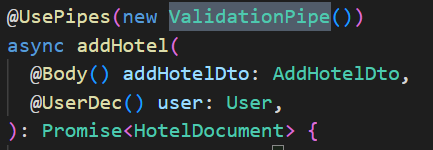 @UsePipes(new ValidationPipe())
async addHotel(
@Body() addHotelDto: AddHotelDto,
@UserDec() user: User,
): Promise<HotelDocument> {